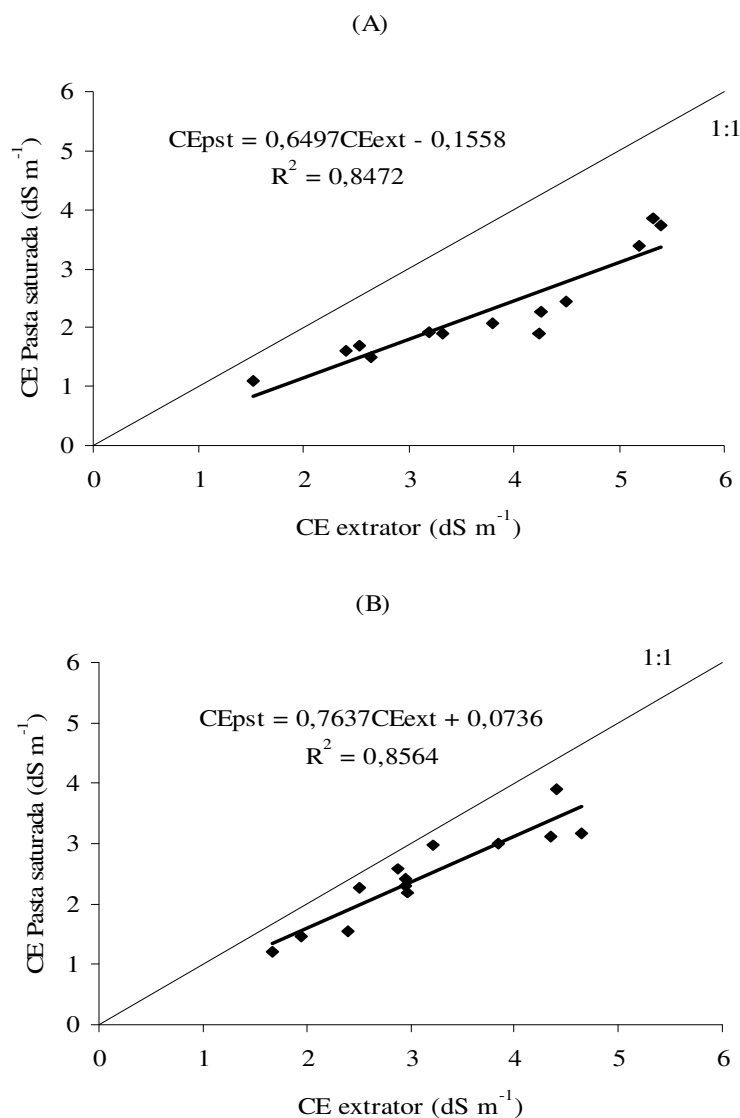 (A)
6
5
4
3
2
1
0
CE Pasta saturada (dS m⁻¹)
CEpst = 0,6497CEext - 0,1558
R² = 0,8472
1:1
0 1 2 3 4 5 6
CE extrator (dS m⁻¹)
(B)
6
5
4
3
2
1
0
CE Pasta saturada (dS m⁻¹)
1:1
CEpst = 0,7637CEext + 0,0736
R² = 0,8564
0 1 2 3 4 5 6
CE extrator (dS m⁻¹)